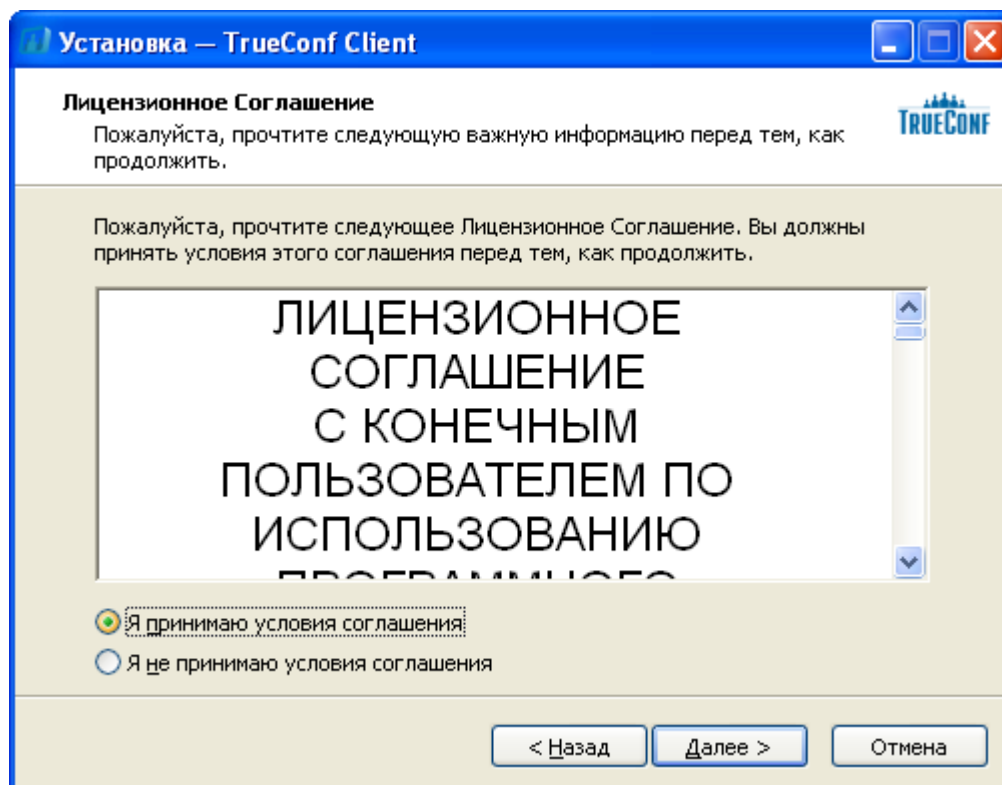 Установка — TrueConf Client
Лицензионное Соглашение
Пожалуйста, прочтите следующую важную информацию перед тем, как
продолжить.
TRUECONF
Пожалуйста, прочтите следующее Лицензионное Соглашение. Вы должны
принять условия этого соглашения перед тем, как продолжить.
ЛИЦЕНЗИОННОЕ
СОГЛАШЕНИЕ
С КОНЕЧНЫМ
ПОЛЬЗОВАТЕЛЕМ ПО
ИСПОЛЬЗОВАНИЮ
ПРОГРАММНОГО
Я принимаю условия соглашения
Я не принимаю условия соглашения
< Назад
Далее >
Отмена